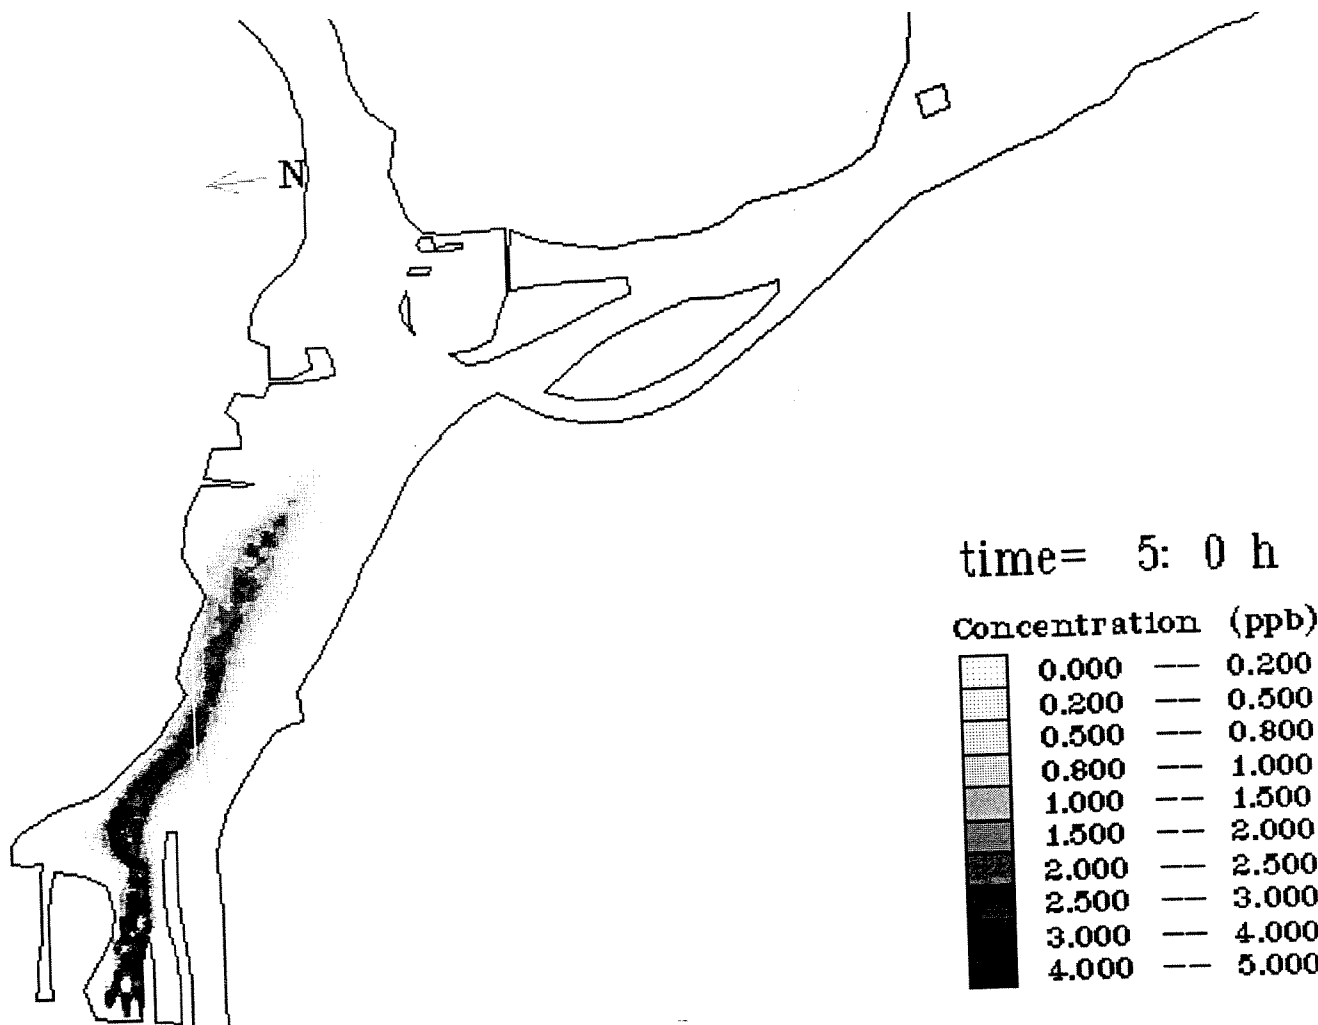 N
time= 5: 0 h
Concentration (ppb)
0.000 -- 0.200
0.200 -- 0.500
0.500 -- 0.800
0.800 -- 1.000
1.000 -- 1.500
1.500 -- 2.000
2.000 -- 2.500
2.500 -- 3.000
3.000 -- 4.000
4.000 -- 5.000